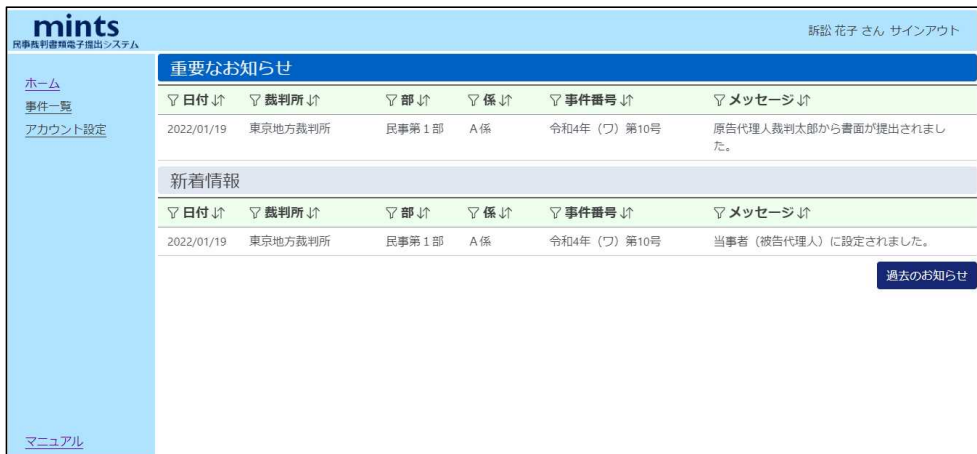 mints
民事裁判書類電子提出システム
訴訟 花子 さん サインアウト
ホーム
事件一覧
アカウント設定
マニュアル
重要なお知らせ
日付 裁判所 部 係 事件番号 メッセージ
2022/01/19 東京地方裁判所 民事第１部 A係 令和4年（ワ）第10号 原告代理人裁判太郎から書面が提出されまし
た。
新着情報
日付 裁判所 部 係 事件番号 メッセージ
2022/01/19 東京地方裁判所 民事第１部 A係 令和4年（ワ）第10号 当事者（被告代理人）に設定されました。
過去のお知らせ